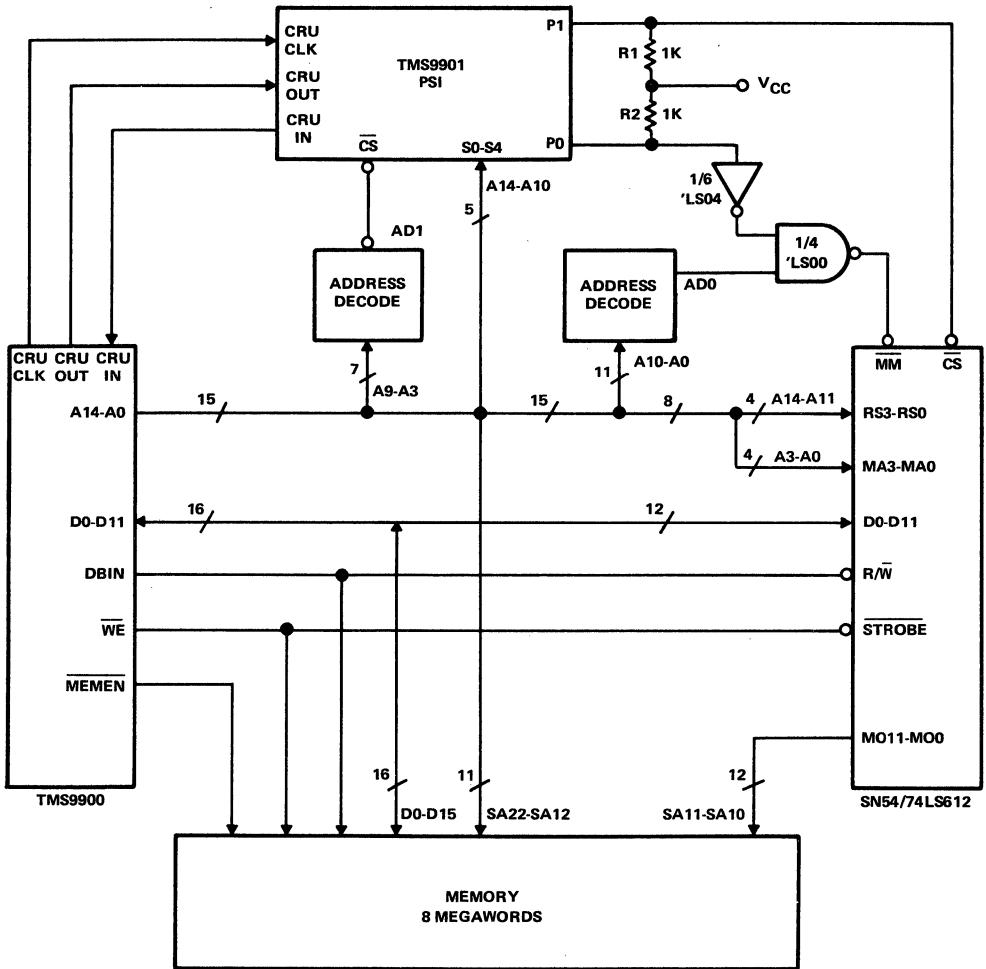 P1
CRU
CLK
R1
1K
TMS9901
PSI
CRU
OUT
VCC
R2
1K
CRU
IN
CS
S0-S4
P0
A14-A10
1/6
'LS04
5
AD1
1/4
'LS00
ADDRESS
DECODE
ADDRESS
DECODE
AD0
CRU CRU CRU
CLK OUT IN
7
A9-A3
11
A10-A0
MM
CS
A14-A0
15
15
8
4
A14-A11
RS3-RS0
4
A3-A0
MA3-MA0
D0-D11
16
12
D0-D11
DBIN
R/W
WE
STROBE
MEMEN
MO11-MO0
16
11
12
TMS9900
D0-D15
SA22-SA12
SA11-SA10
SN54/74LS612
MEMORY
8 MEGAWORDS